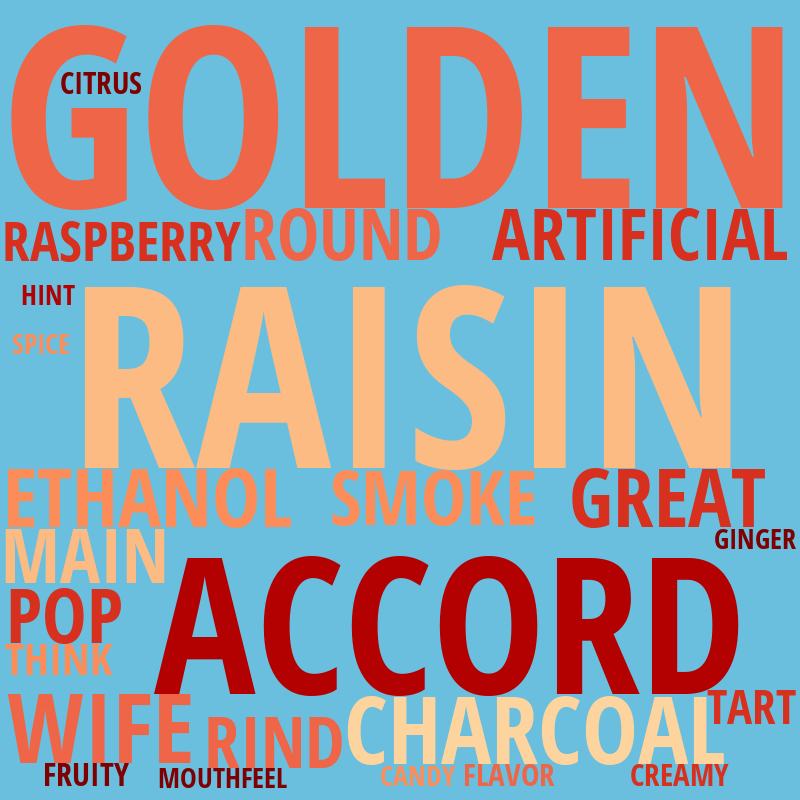 GOLDEN
CITRUS
RASPBERRY ROUND ARTIFICIAL
HINT
RAISIN
SPICE
ETHANOL SMOKE GREAT
GINGER
MAIN
ACCORD
POP
THINK
WIFE RIND CHARCOAL TART
FRUITY MOUTHFEEL CANDY FLAVOR CREAMY